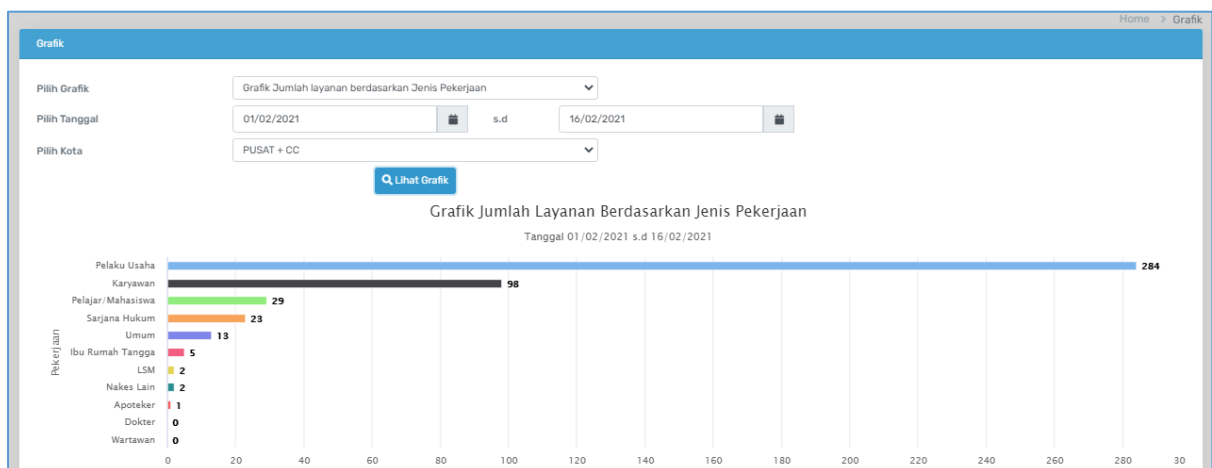 Home > Grafik
Grafik
Pilih Grafik Grafik Jumlah layanan berdasarkan Jenis Pekerjaan
Pilih Tanggal 01/02/2021 s.d 16/02/2021
Pilih Kota PUSAT + CC
Lihat Grafik
Grafik Jumlah Layanan Berdasarkan Jenis Pekerjaan
Tanggal 01/02/2021 s.d 16/02/2021
Pekerjaan
Pelaku Usaha 284
Karyawan 98
Pelajar/Mahasiswa 29
Sarjana Hukum 23
Umum 13
Ibu Rumah Tangga 5
LSM 2
Nakes Lain 2
Apoteker 1
Dokter 0
Wartawan 0
0 20 40 60 80 100 120 140 160 180 200 220 240 260 280 30